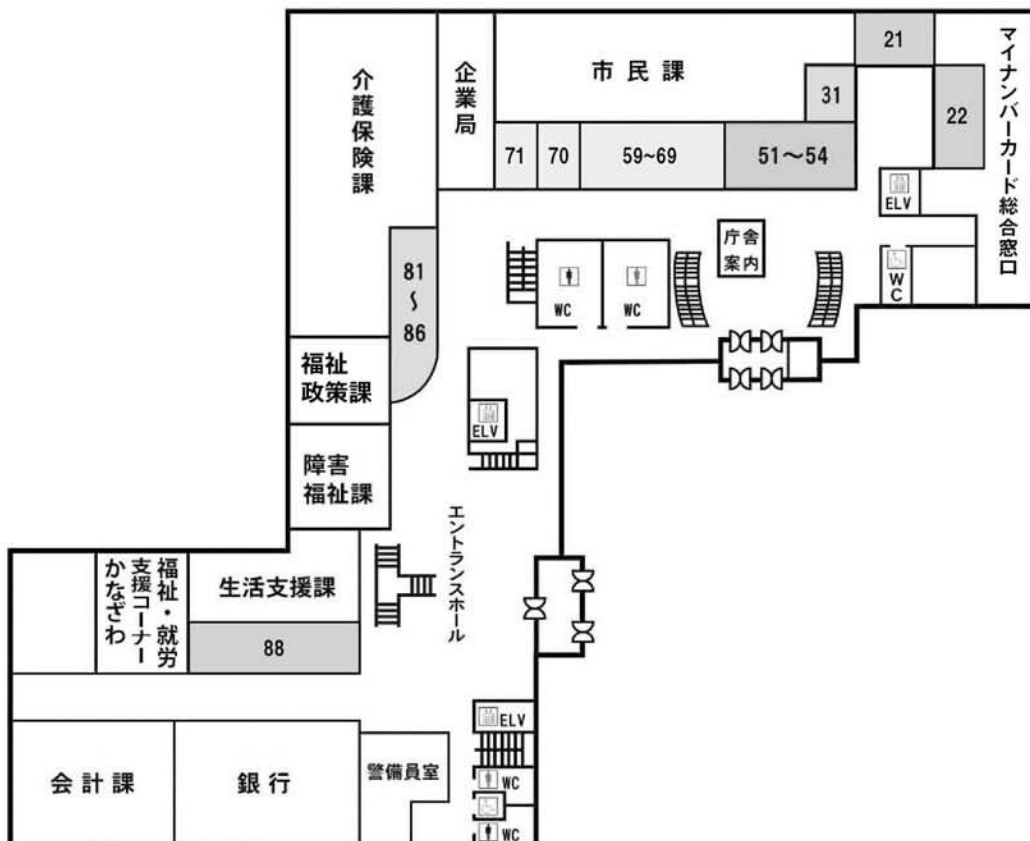 介護保険課
企業局
市民課
21
31
22
マイナンバーカード総合窓口
71
70
59~69
51～54
ELV
庁舎
案内
WC
WC
WC
81
～
86
福祉
政策課
ELV
障害
福祉課
エントランスホール
福祉・就労
支援コーナー
かなざわ
生活支援課
88
ELV
会計課
銀行
警備員室
WC
WC